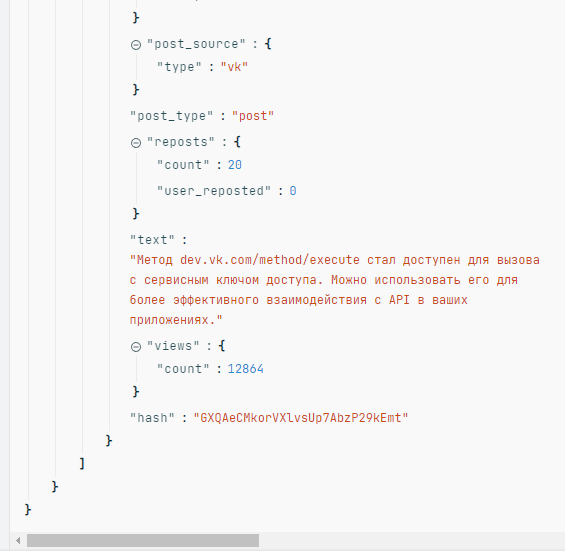 }
"post_source" : {
"type" : "vk"
}
"post_type" : "post"
"reposts" : {
"count" : 20
"user_reposted" : 0
}
"text" :
"Метод dev.vk.com/method/execute стал доступен для вызова
с сервисным ключом доступа. Можно использовать его для
более эффективного взаимодействия с API в ваших
приложениях."
"views" : {
"count" : 12864
}
"hash" : "GXQAeCMkorVXlvsUp7AbzP29kEmt"
}
]
}
}